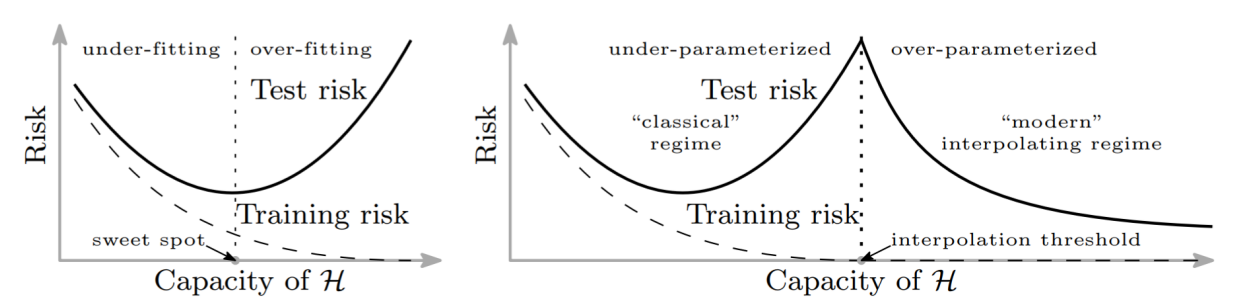 under-fitting
over-fitting
Test risk
Risk
Training risk
sweet spot
Capacity of ℋ
under-parameterized
over-parameterized
Test risk
“classical”
regime
“modern”
interpolating regime
Risk
Training risk
interpolation threshold
Capacity of ℋ